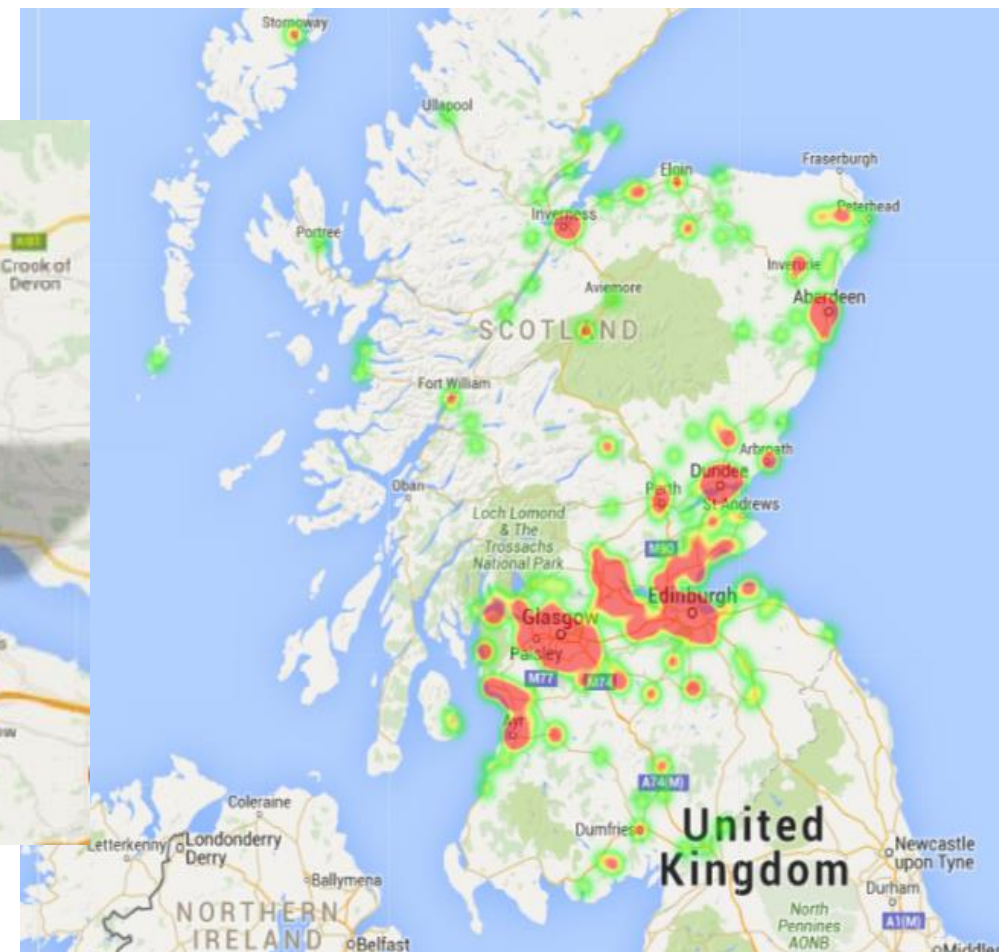 Stornoway
Ullapool
Fraserburgh
Elgin
Peterhead
Inverness
Portree
A91
Crook of
Devon
Inverurie
Aviemore
Aberdeen
SCOTLAND
Fort William
Arbroath
Dundee
Oban
Perth
St Andrews
Loch Lomond
& The
Trossachs
National Park
M90
Edinburgh
Glasgow
Paisley
M77
M74
Ayr
A74(M)
Coleraine
United
Kingdom
Dumfries
Letterkenny
Londonderry
Derry
Newcastle
upon Tyne
Ballymena
Durham
NORTHERN
IRELAND
North
Pennines
AONB
A1(M)
Belfast